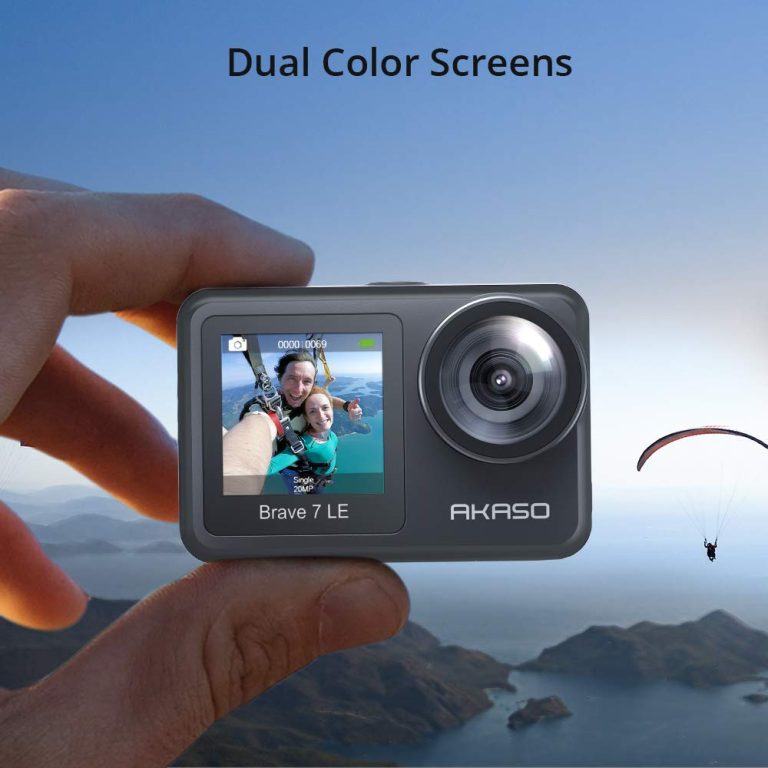 Dual Color Screens
0000 0069
Single
20MP
Brave 7 LE
AKASO